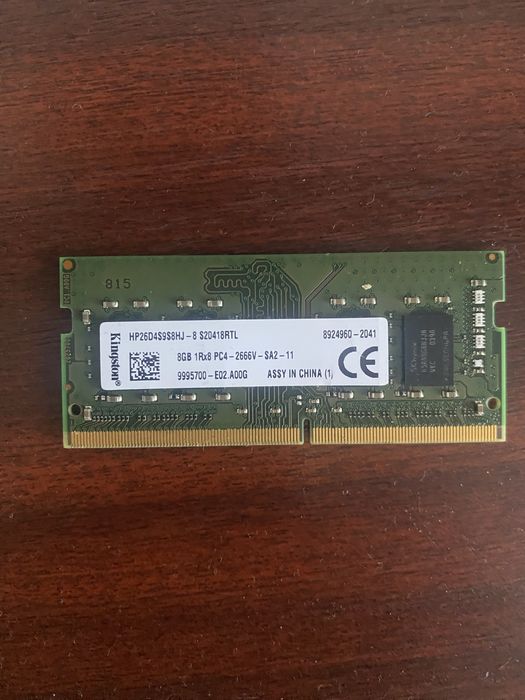 815
Kingston
HP26D4S9S8HJ-8 S20418RTL
8924960-2041
8GB 1Rx8 PC4-2666V-SA2-11
9995700-E02.A00G
ASSY IN CHINA (1)
CE